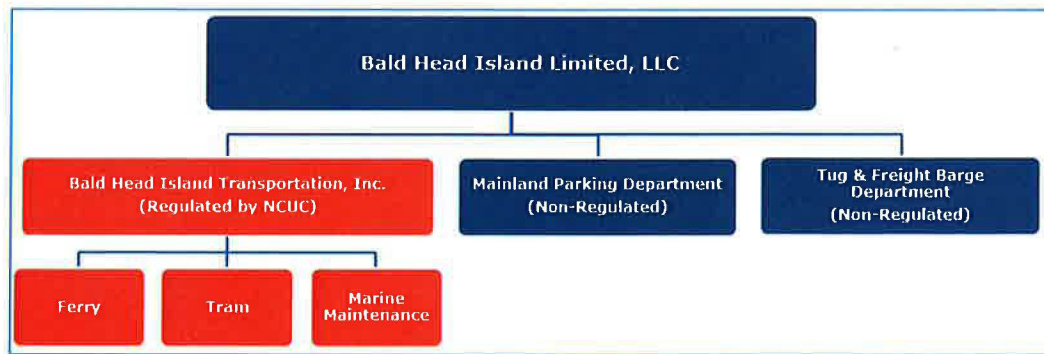 Bald Head Island Limited, LLC
Bald Head Island Transportation, Inc.
(Regulated by NCUC)
Mainland Parking Department
(Non-Regulated)
Tug & Freight Barge
Department
(Non-Regulated)
Ferry
Tram
Marine
Maintenance